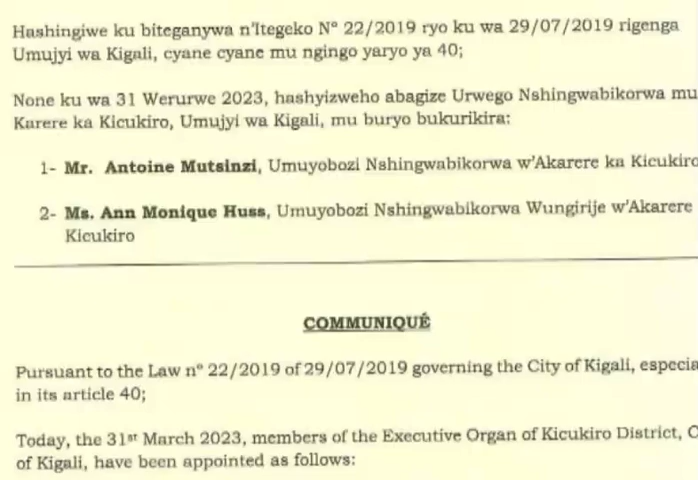 Hashingiwe ku biteganywa n'Itegeko Nº 22/2019 ryo ku wa 29/07/2019 rigenga
Umujyi wa Kigali, cyane cyane mu ngingo yaryo ya 40;
None ku wa 31 Werurwe 2023, hashyizweho abagize Urwego Nshingwabikorwa mu
Karere ka Kicukiro, Umujyi wa Kigali, mu buryo bukurikira:
1- Mr. Antoine Mutsinzi, Umuyobozi Nshingwabikorwa w'Akarere ka Kicukiro
2- Ms. Ann Monique Huss, Umuyobozi Nshingwabikorwa Wungirije w'Akarere
Kicukiro
COMMUNIQUÉ
Pursuant to the Law nº 22/2019 of 29/07/2019 governing the City of Kigali, especia
in its article 40;
Today, the 31st March 2023, members of the Executive Organ of Kicukiro District, C
of Kigali, have been appointed as follows: